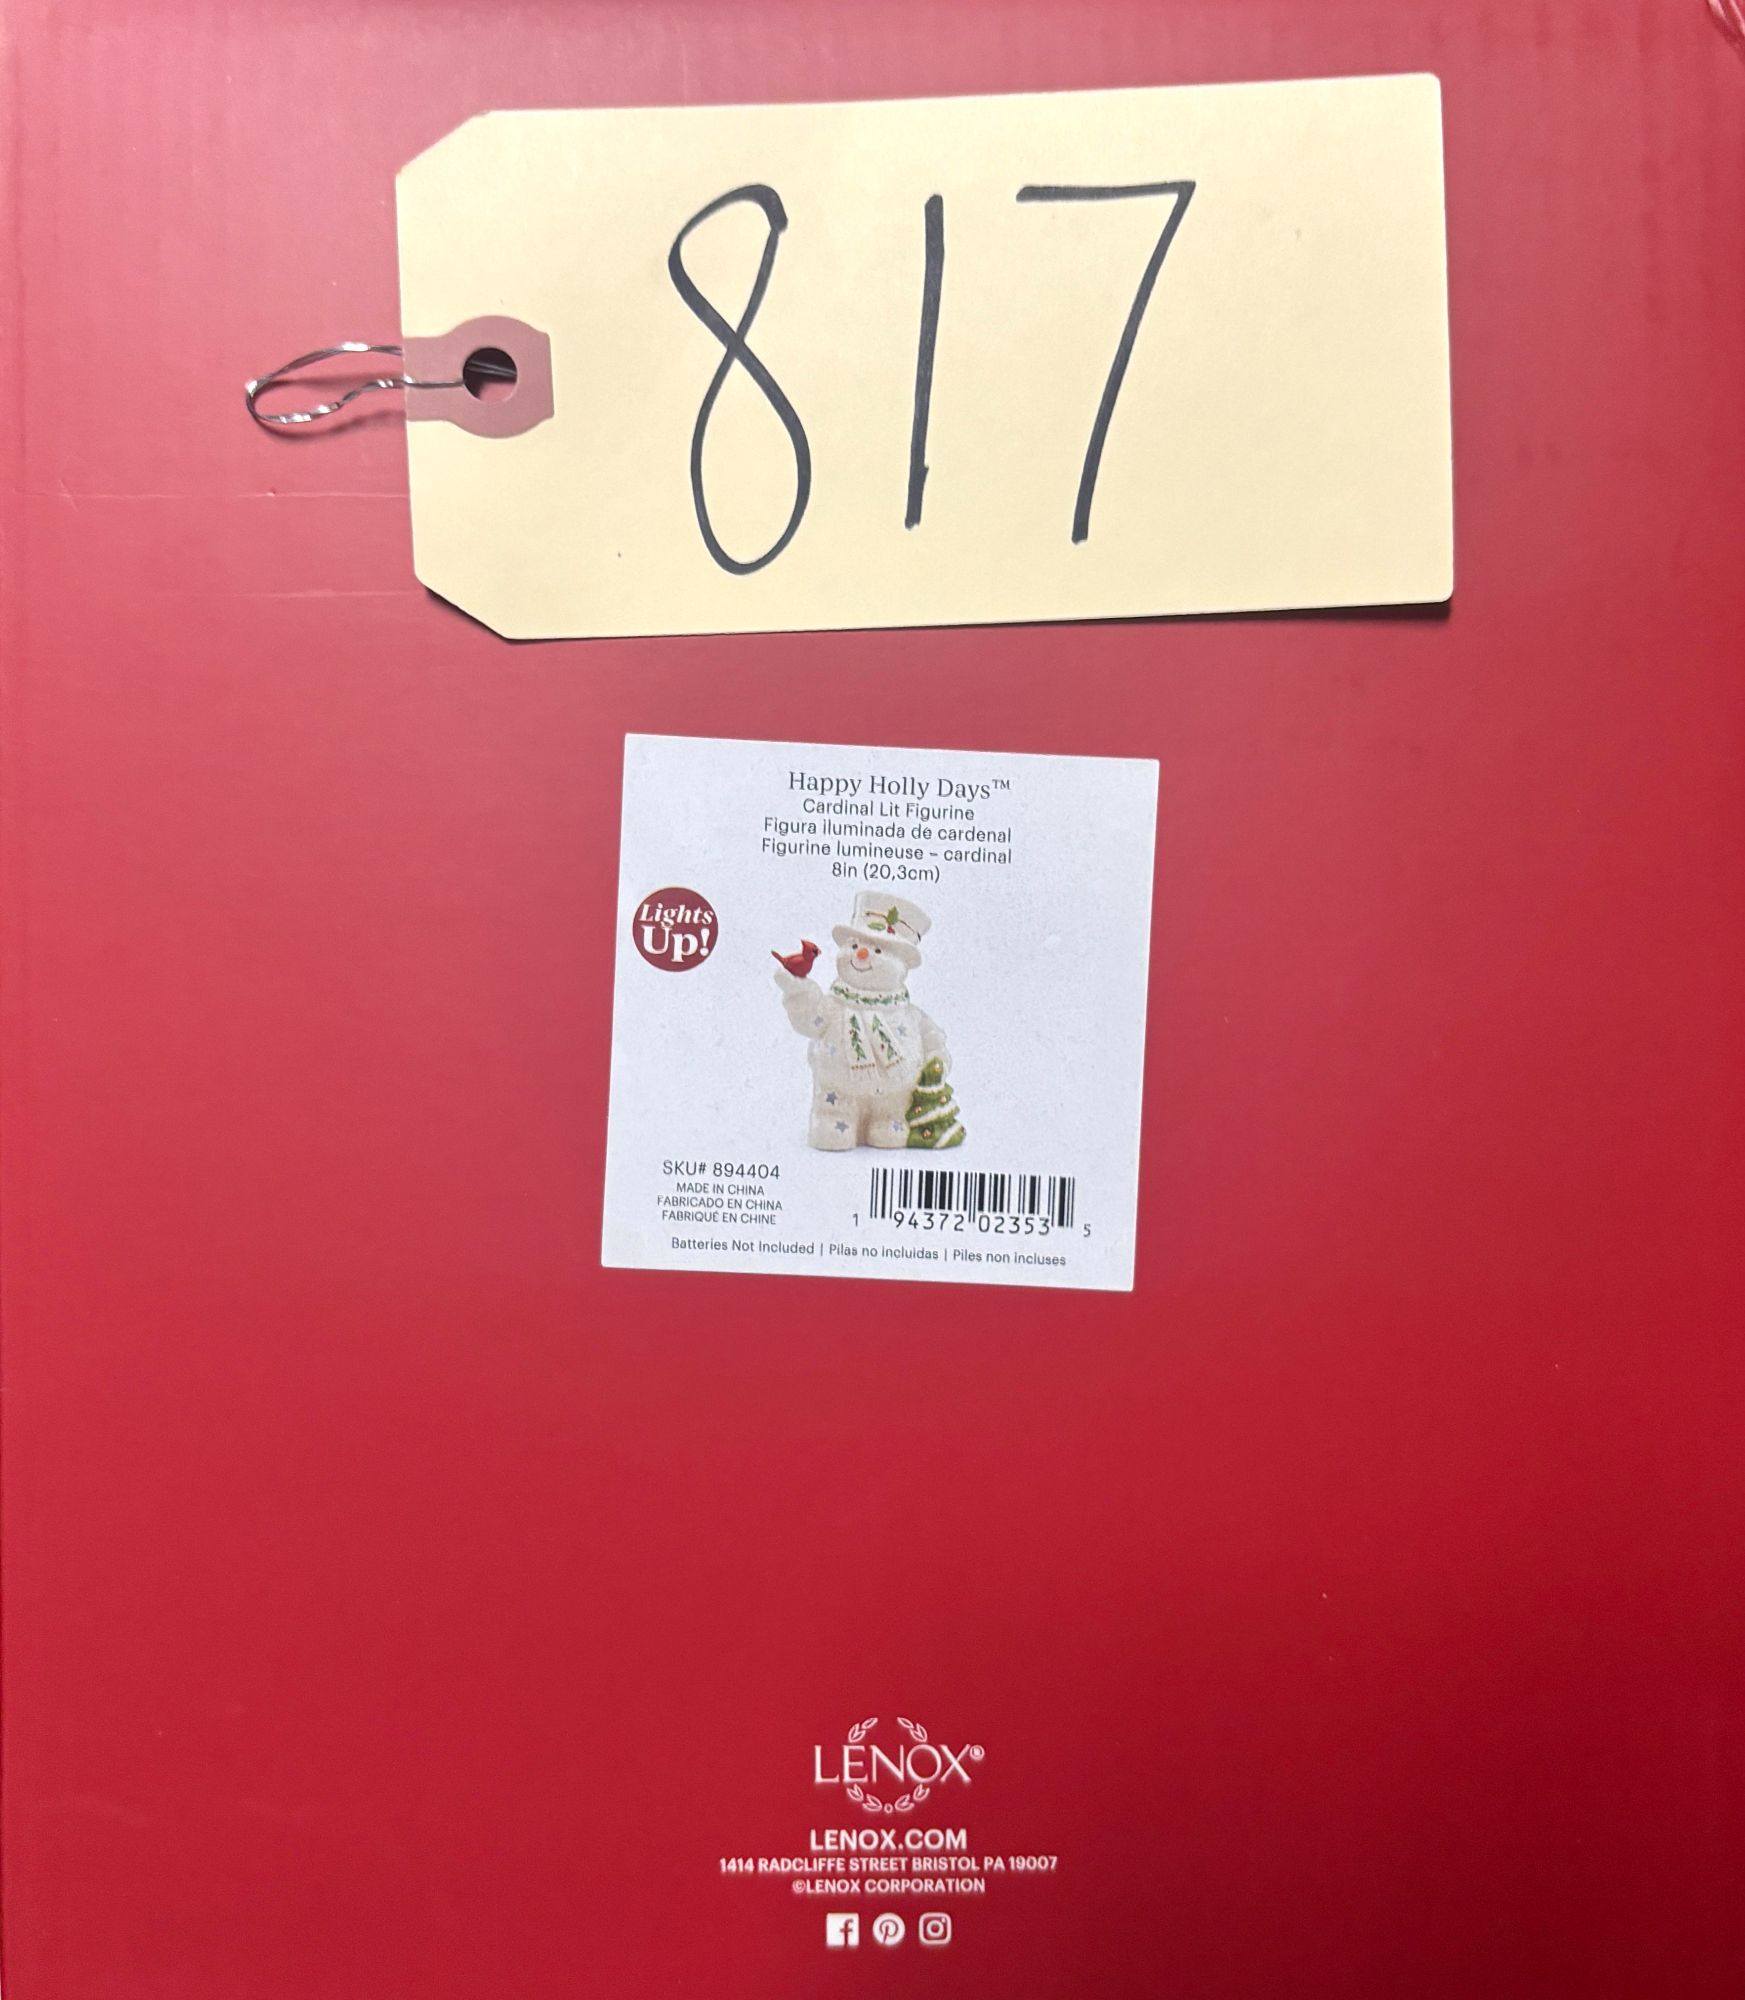 817
Happy Holly Days™
Cardinal Lit Figurine
Figura iluminada de cardenal
Figurine lumineuse – cardinal
8in (20,3cm)
Lights
Up!
SKU# 894404
MADE IN CHINA
FABRICADO EN CHINA
FABRIQUÉ EN CHINE
1 94372 02353 5
Batteries Not Included | Pilas no incluidas | Piles non incluses
LENOX®
LENOX.COM
1414 RADCLIFFE STREET BRISTOL PA 19007
©LENOX CORPORATION